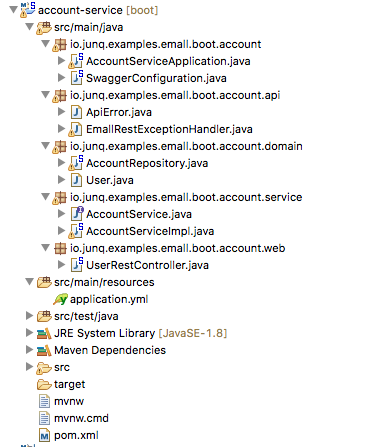 account-service [boot]
src/main/java
io.junq.examples.emall.boot.account
AccountServiceApplication.java
SwaggerConfiguration.java
io.junq.examples.emall.boot.account.api
ApiError.java
EmallRestExceptionHandler.java
io.junq.examples.emall.boot.account.domain
AccountRepository.java
User.java
io.junq.examples.emall.boot.account.service
AccountService.java
AccountServiceImpl.java
io.junq.examples.emall.boot.account.web
UserRestController.java
src/main/resources
application.yml
src/test/java
JRE System Library [JavaSE-1.8]
Maven Dependencies
src
target
mvnw
mvnw.cmd
pom.xml